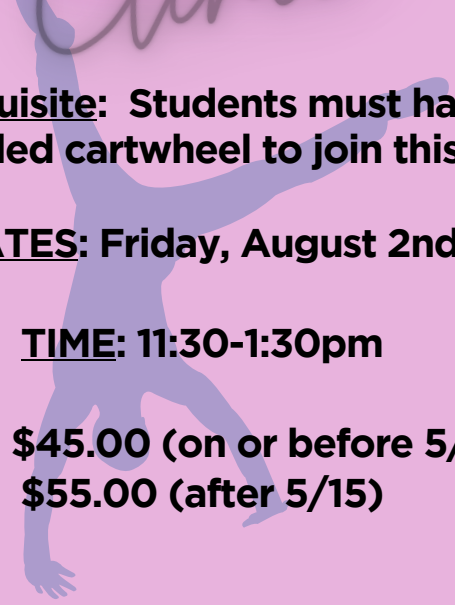 uisite: Students must ha
led cartwheel to join this
ATES: Friday, August 2nd
TIME: 11:30-1:30pm
$45.00 (on or before 5/
$55.00 (after 5/15)